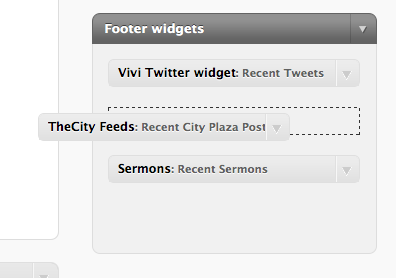 Footer widgets
Vivi Twitter widget: Recent Tweets
TheCity Feeds: Recent City Plaza Post
Sermons: Recent Sermons